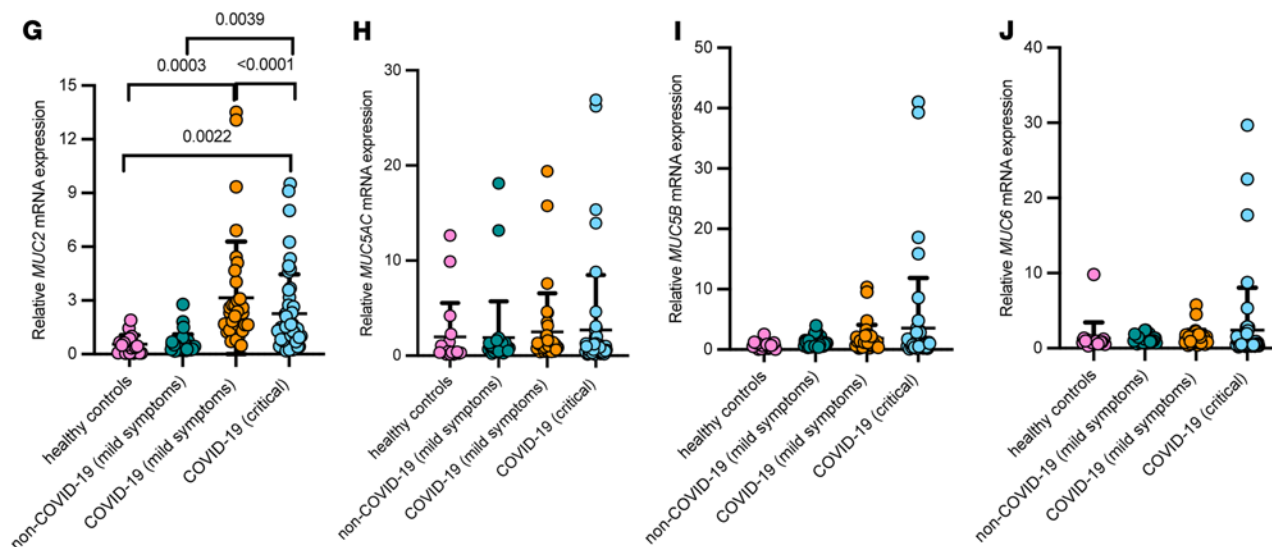 G
0.0039
0.0003
<0.0001
0.0022
Relative MUC2 mRNA expression
15
12
9
6
3
0
healthy controls
non-COVID-19 (mild symptoms)
COVID-19 (mild symptoms)
COVID-19 (critical)
H
Relative MUC5AC mRNA expression
30
20
10
0
healthy controls
non-COVID-19 (mild symptoms)
COVID-19 (mild symptoms)
COVID-19 (critical)
I
Relative MUC5B mRNA expression
50
40
30
20
10
0
healthy controls
non-COVID-19 (mild symptoms)
COVID-19 (mild symptoms)
COVID-19 (critical)
J
Relative MUC6 mRNA expression
40
30
20
10
0
healthy controls
non-COVID-19 (mild symptoms)
COVID-19 (mild symptoms)
COVID-19 (critical)